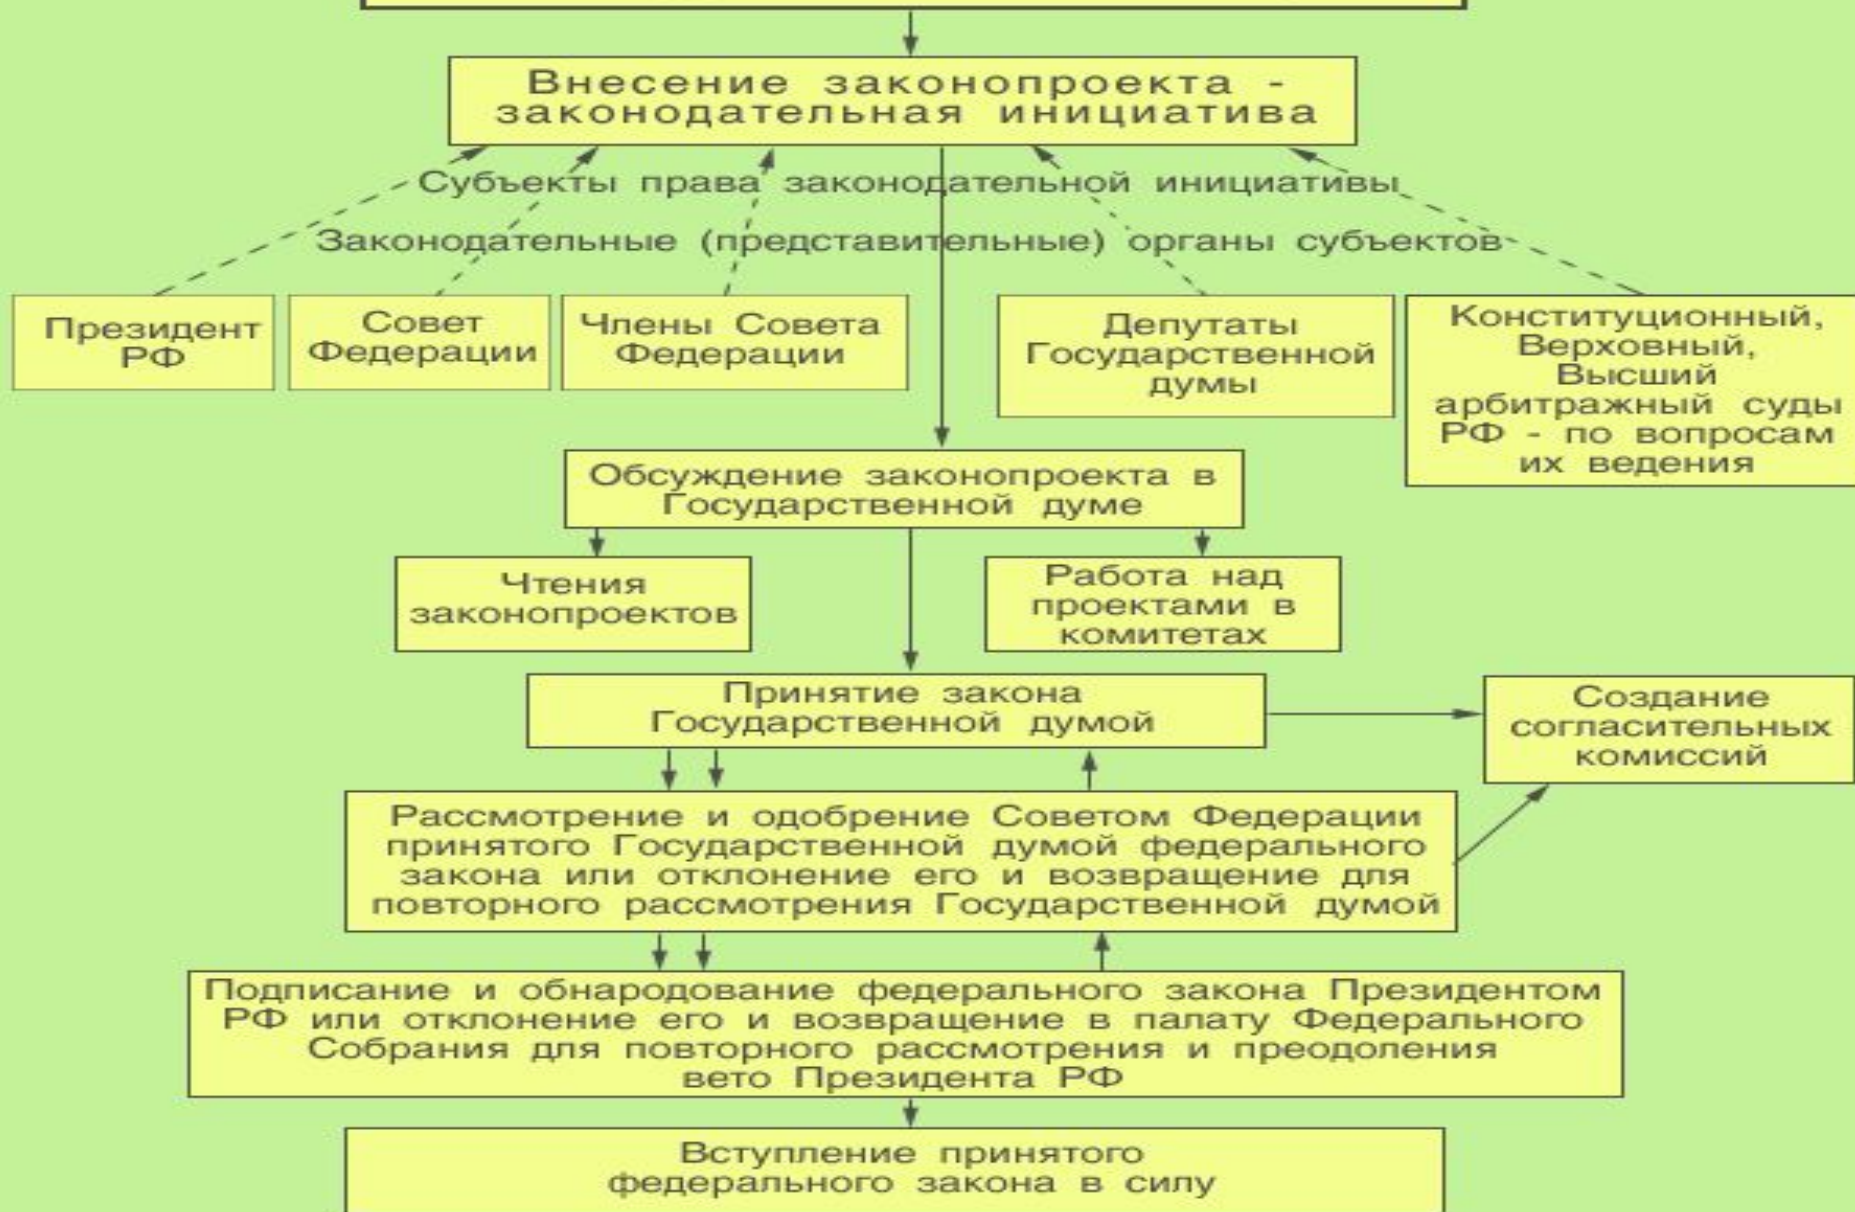 Внесение законопроекта -
законодательная инициатива
Субъекты права законодательной инициативы
Законодательные (представительные) органы субъектов
Президент
РФ
Совет
Федерации
Члены Совета
Федерации
Депутаты
Государственной
думы
Конституционный,
Верховный,
Высший
арбитражный суды
РФ - по вопросам
их ведения
Обсуждение законопроекта в
Государственной думе
Чтения
законопроектов
Работа над
проектами в
комитетах
Принятие закона
Государственной думой
Создание
согласительных
комиссий
Рассмотрение и одобрение Советом Федерации
принятого Государственной думой федерального
закона или отклонение его и возвращение для
повторного рассмотрения Государственной думой
Подписание и обнародование федерального закона Президентом
РФ или отклонение его и возвращение в палату Федерального
Собрания для повторного рассмотрения и преодоления
вето Президента РФ
Вступление принятого
федерального закона в силу